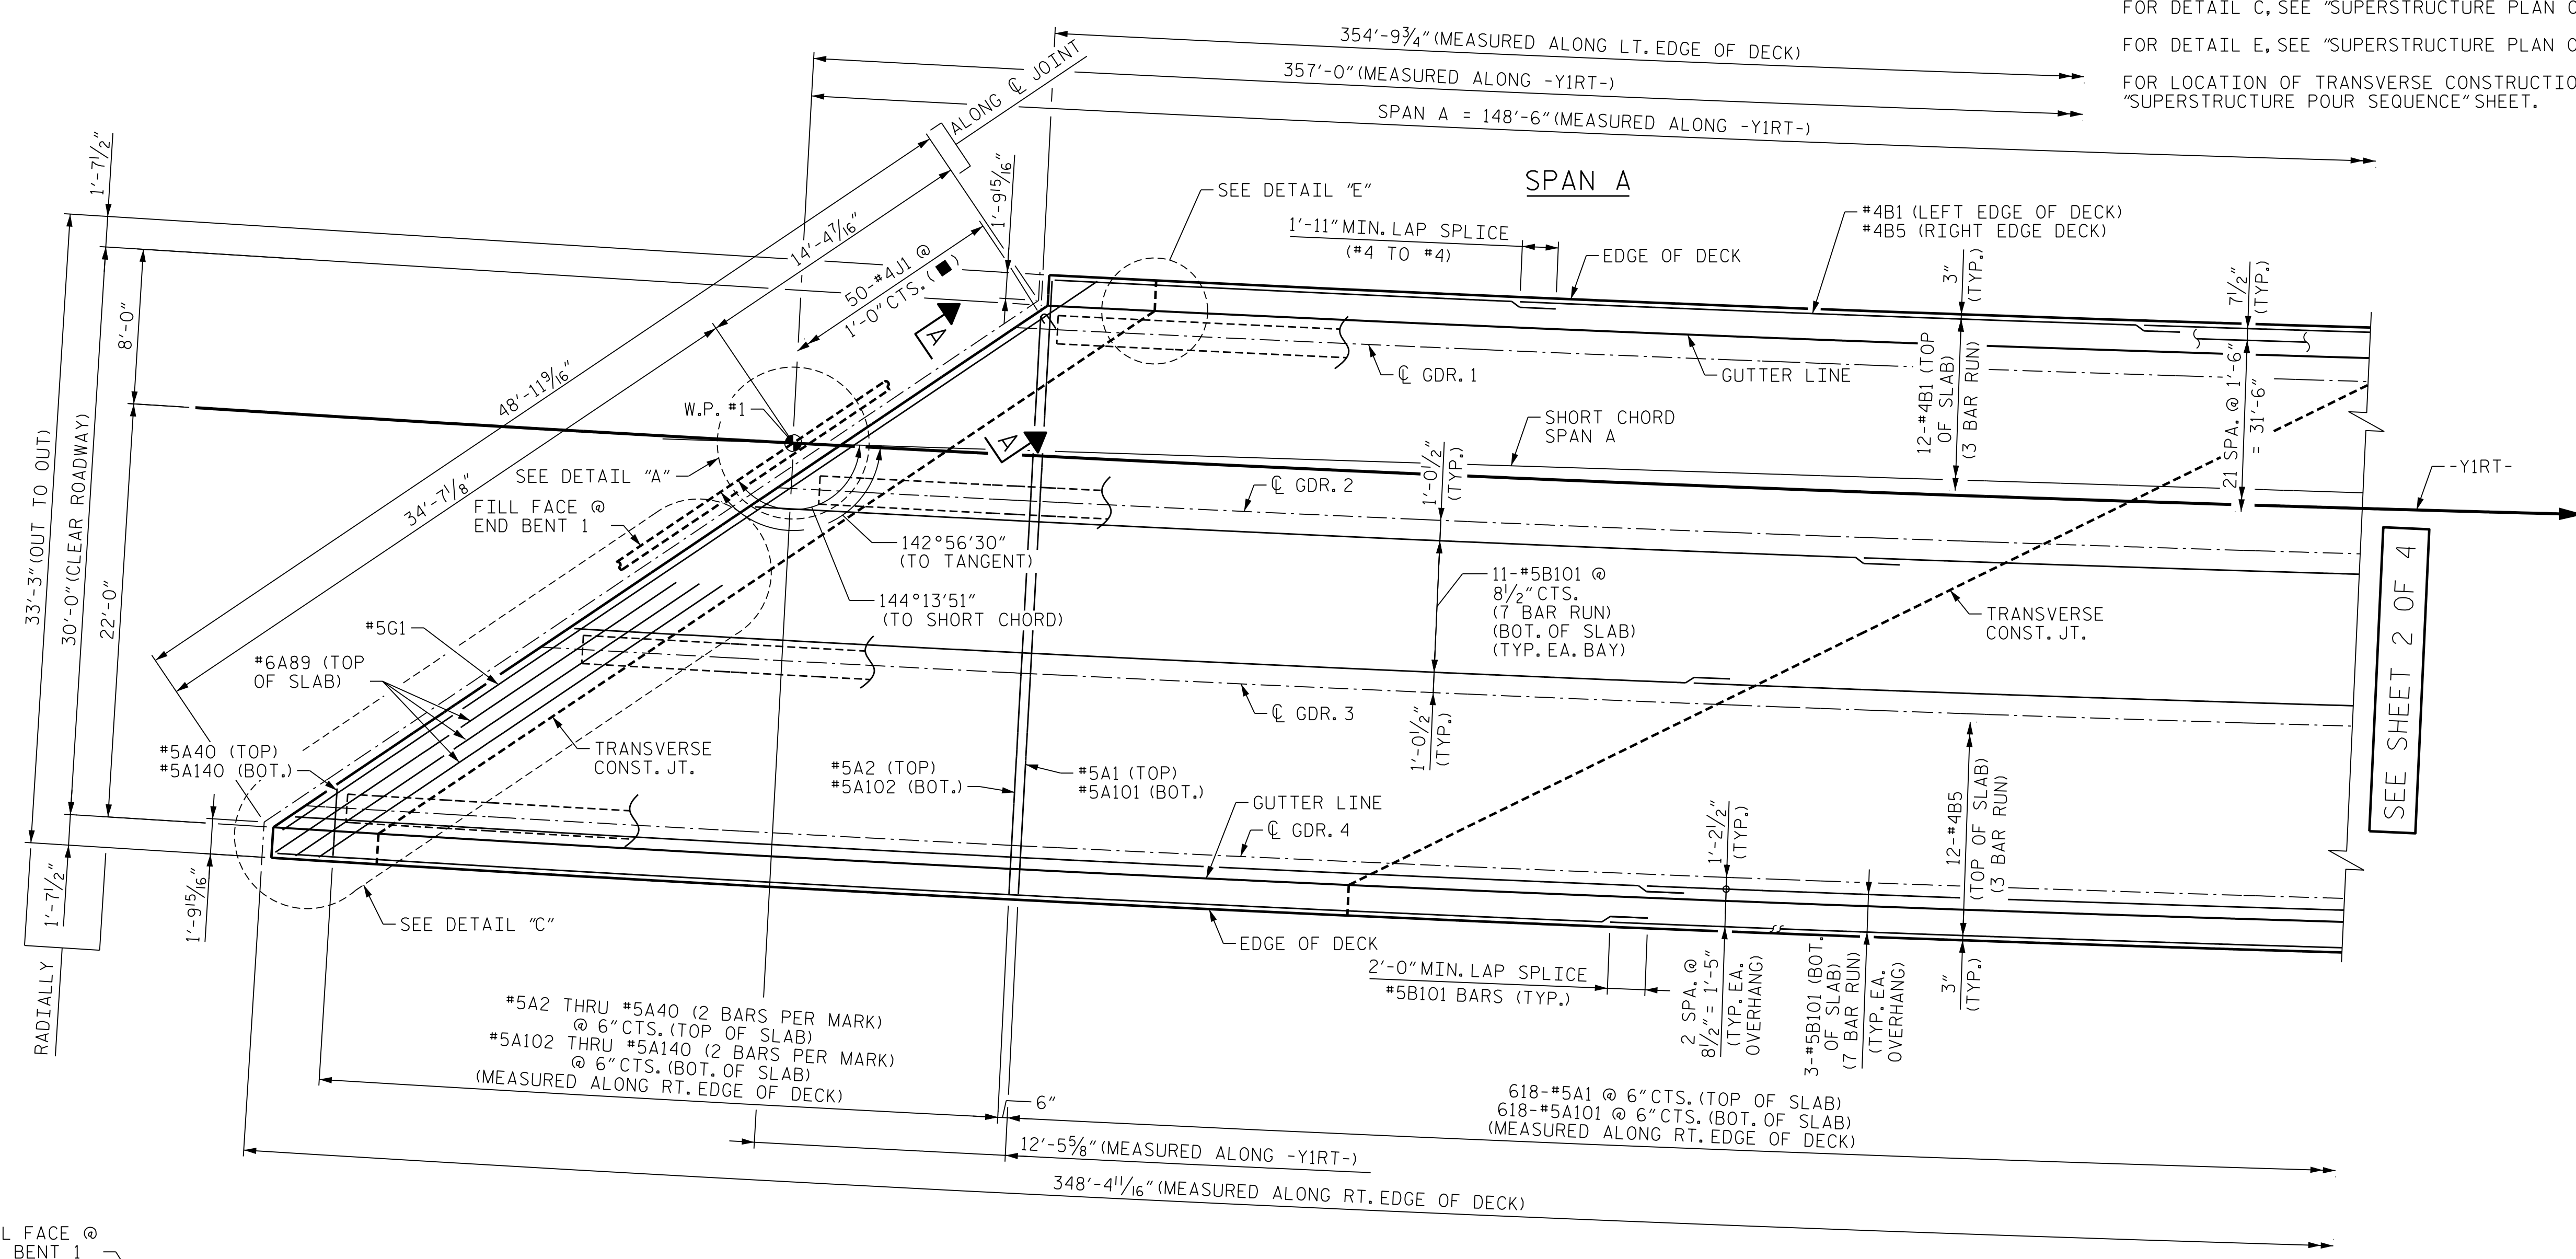 FOR DETAIL C, SEE "SUPERSTRUCTURE PLAN O
FOR DETAIL E, SEE "SUPERSTRUCTURE PLAN O
FOR LOCATION OF TRANSVERSE CONSTRUCTIO
"SUPERSTRUCTURE POUR SEQUENCE" SHEET.
354'-9¾" (MEASURED ALONG LT. EDGE OF DECK)
357'-0" (MEASURED ALONG -Y1RT-)
SPAN A = 148'-6" (MEASURED ALONG -Y1RT-)
ALONG ℄ JOINT
1'-7½"
8'-0"
33'-3" (OUT TO OUT)
30'-0" (CLEAR ROADWAY)
22'-0"
48'-11 9/16"
34'-7⅛"
14'-4 7/16"
50-#4J1 @
1'-0" CTS. (■)
1'-9 15/16"
A
A
SEE DETAIL "E"
SPAN A
1'-11" MIN. LAP SPLICE
(#4 TO #4)
EDGE OF DECK
#4B1 (LEFT EDGE OF DECK)
#4B5 (RIGHT EDGE DECK)
3"
(TYP.)
7½"
(TYP.)
12-#4B1 (TOP
OF SLAB)
(3 BAR RUN)
21 SPA. @ 1'-6"
= 31'-6"
℄ GDR. 1
GUTTER LINE
W.P. #1
SHORT CHORD
SPAN A
-Y1RT-
SEE DETAIL "A"
FILL FACE @
END BENT 1
℄ GDR. 2
1'-0½"
(TYP.)
142°56'30"
(TO TANGENT)
144°13'51"
(TO SHORT CHORD)
11-#5B101 @
8½" CTS.
(7 BAR RUN)
(BOT. OF SLAB)
(TYP. EA. BAY)
TRANSVERSE
CONST. JT.
SEE SHEET 2 OF 4
#5G1
#6A89 (TOP
OF SLAB)
℄ GDR. 3
1'-0½"
(TYP.)
#5A40 (TOP)
#5A140 (BOT.)
TRANSVERSE
CONST. JT.
#5A2 (TOP)
#5A102 (BOT.)
#5A1 (TOP)
#5A101 (BOT.)
GUTTER LINE
℄ GDR. 4
1'-2½"
(TYP.)
12-#4B5
(TOP OF SLAB)
(3 BAR RUN)
1'-7½"
1'-9 15/16"
RADIALLY
SEE DETAIL "C"
EDGE OF DECK
2'-0" MIN. LAP SPLICE
#5B101 BARS (TYP.)
2 SPA. @
8½" = 1'-5"
(TYP. EA.
OVERHANG)
3-#5B101 (BOT.
OF SLAB)
(7 BAR RUN)
(TYP. EA.
OVERHANG)
3"
(TYP.)
#5A2 THRU #5A40 (2 BARS PER MARK)
@ 6" CTS. (TOP OF SLAB)
#5A102 THRU #5A140 (2 BARS PER MARK)
@ 6" CTS. (BOT. OF SLAB)
(MEASURED ALONG RT. EDGE OF DECK)
6"
618-#5A1 @ 6" CTS. (TOP OF SLAB)
618-#5A101 @ 6" CTS. (BOT. OF SLAB)
(MEASURED ALONG RT. EDGE OF DECK)
12'-5⅝" (MEASURED ALONG -Y1RT-)
348'-4 11/16" (MEASURED ALONG RT. EDGE OF DECK)
L FACE @
BENT 1